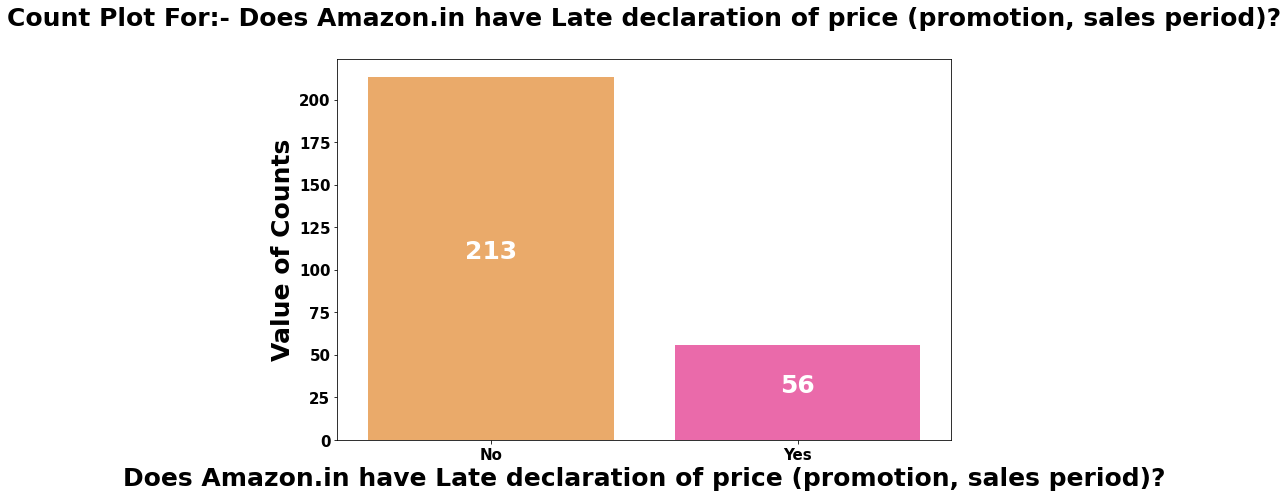 Count Plot For:- Does Amazon.in have Late declaration of price (promotion, sales period)?
Value of Counts
200
175
150
125
100
75
50
25
0
213
56
No
Yes
Does Amazon.in have Late declaration of price (promotion, sales period)?